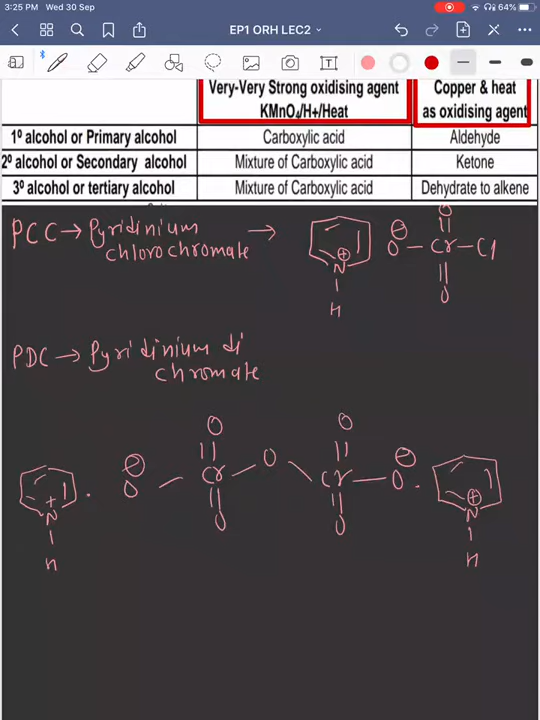 3:25 PM Wed 30 Sep
64%
EP1 ORH LEC2
T
Very-Very Strong oxidising agent
KMnO₄/H+/Heat
Copper & heat
as oxidising agent
1º alcohol or Primary alcohol
Carboxylic acid
Aldehyde
2º alcohol or Secondary alcohol
Mixture of Carboxylic acid
Ketone
3º alcohol or tertiary alcohol
Mixture of Carboxylic acid
Dehydrate to alkene
PCC → Pyridinium
chlorochromate →
O
⊕ ⊖
N O — Cr — Cl
H O
PDC → Pyridinium di
chromate
O O
⊖ O ⊖
+ O Cr Cr O ⊕
N O O N
H H